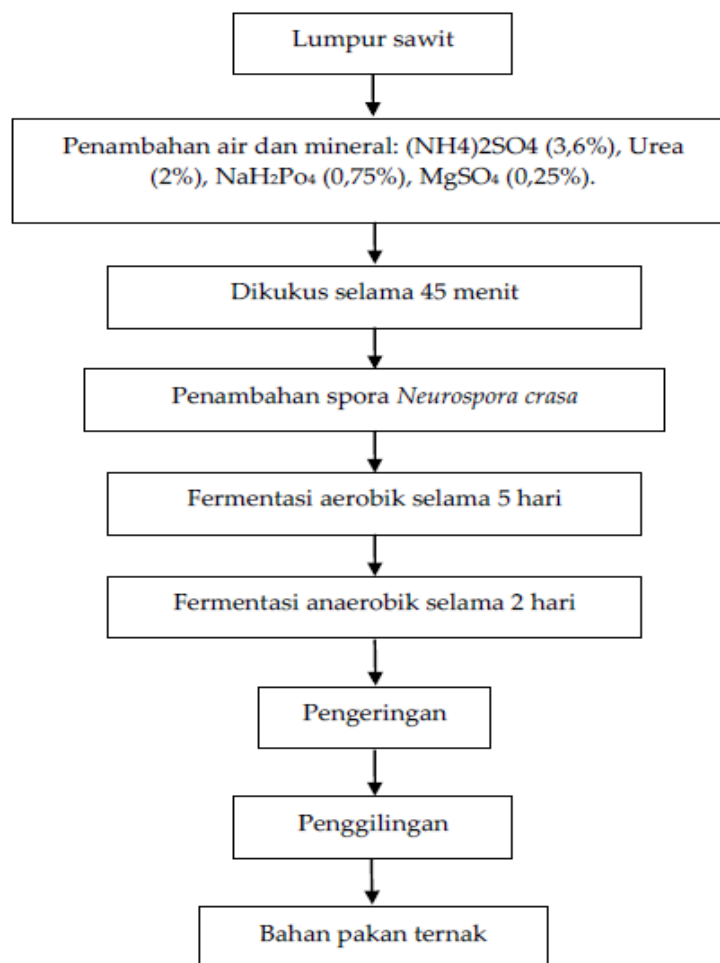 Lumpur sawit
Penambahan air dan mineral: (NH4)2SO4 (3,6%), Urea
(2%), NaH₂Po₄ (0,75%), MgSO₄ (0,25%).
Dikukus selama 45 menit
Penambahan spora Neurospora crasa
Fermentasi aerobik selama 5 hari
Fermentasi anaerobik selama 2 hari
Pengeringan
Penggilingan
Bahan pakan ternak